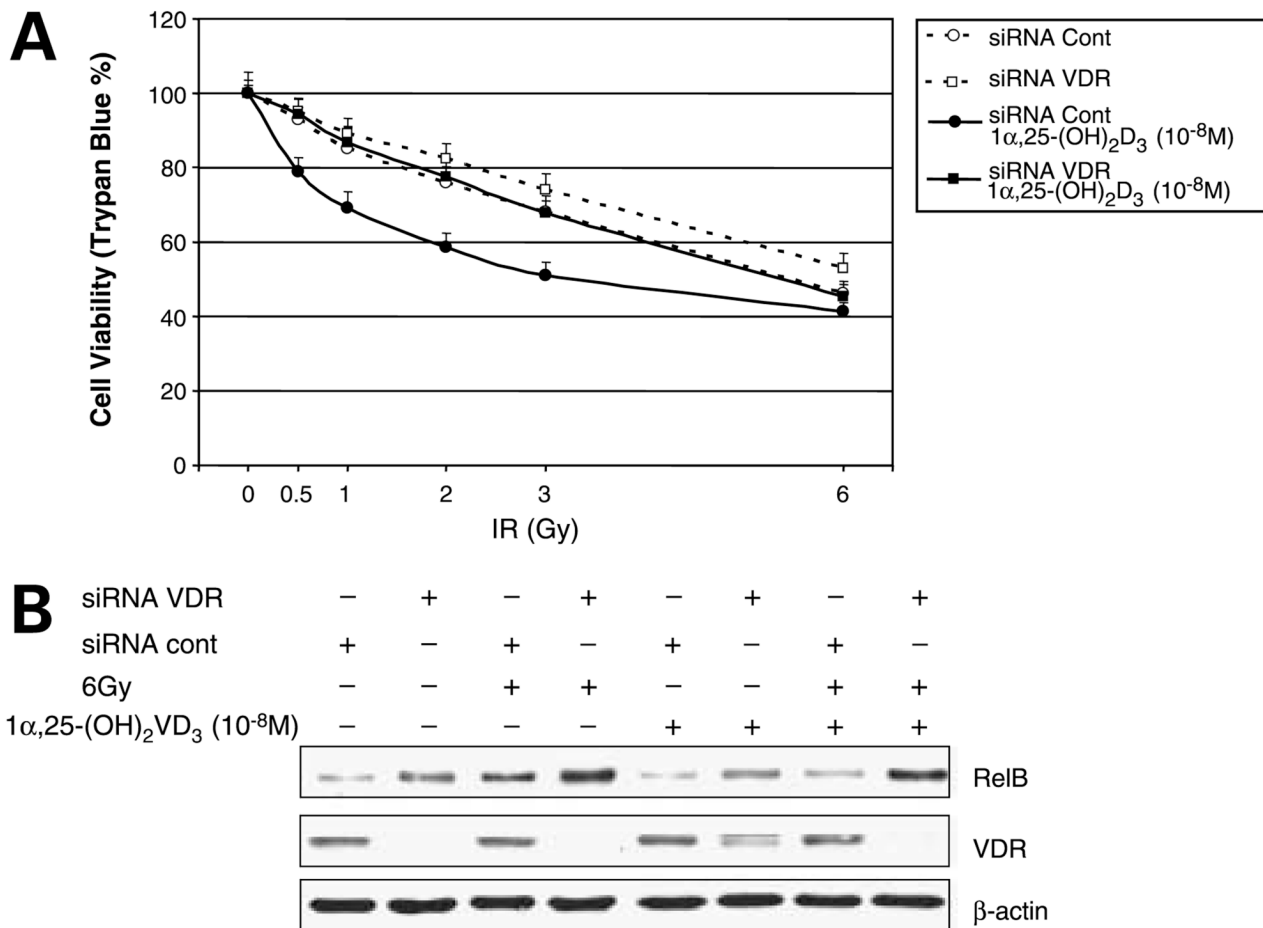 A
Cell Viability (Trypan Blue %)
120
100
80
60
40
20
0
0 0.5 1 2 3 6
IR (Gy)
siRNA Cont
siRNA VDR
siRNA Cont
1α,25-(OH)₂D₃ (10⁻⁸M)
siRNA VDR
1α,25-(OH)₂D₃ (10⁻⁸M)
B
siRNA VDR − + − + − + − +
siRNA cont + − + − + − + −
6Gy − − + + − − + +
1α,25-(OH)₂VD₃ (10⁻⁸M) − − − − + + + +
RelB
VDR
β-actin